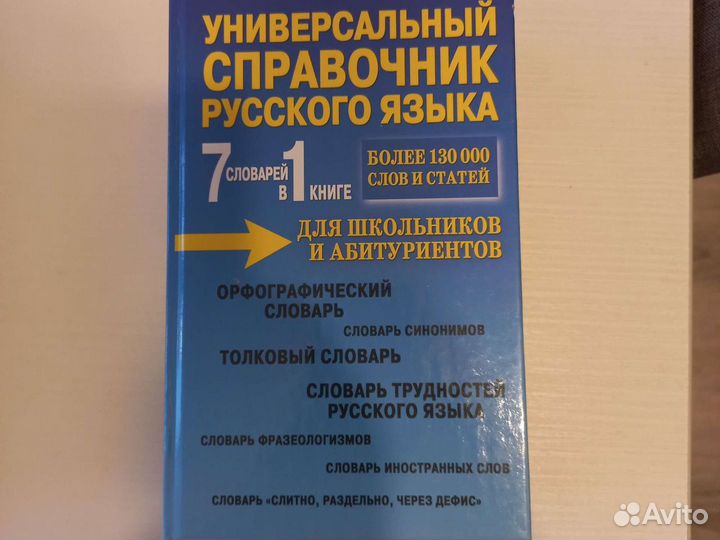 УНИВЕРСАЛЬНЫЙ
СПРАВОЧНИК
РУССКОГО ЯЗЫКА
7 СЛОВАРЕЙ В 1 КНИГЕ
БОЛЕЕ 130 000
СЛОВ И СТАТЕЙ
ДЛЯ ШКОЛЬНИКОВ
И АБИТУРИЕНТОВ
ОРФОГРАФИЧЕСКИЙ
СЛОВАРЬ
СЛОВАРЬ СИНОНИМОВ
ТОЛКОВЫЙ СЛОВАРЬ
СЛОВАРЬ ТРУДНОСТЕЙ
РУССКОГО ЯЗЫКА
СЛОВАРЬ ФРАЗЕОЛОГИЗМОВ
СЛОВАРЬ ИНОСТРАННЫХ СЛОВ
СЛОВАРЬ «СЛИТНО, РАЗДЕЛЬНО, ЧЕРЕЗ ДЕФИС»
Avito